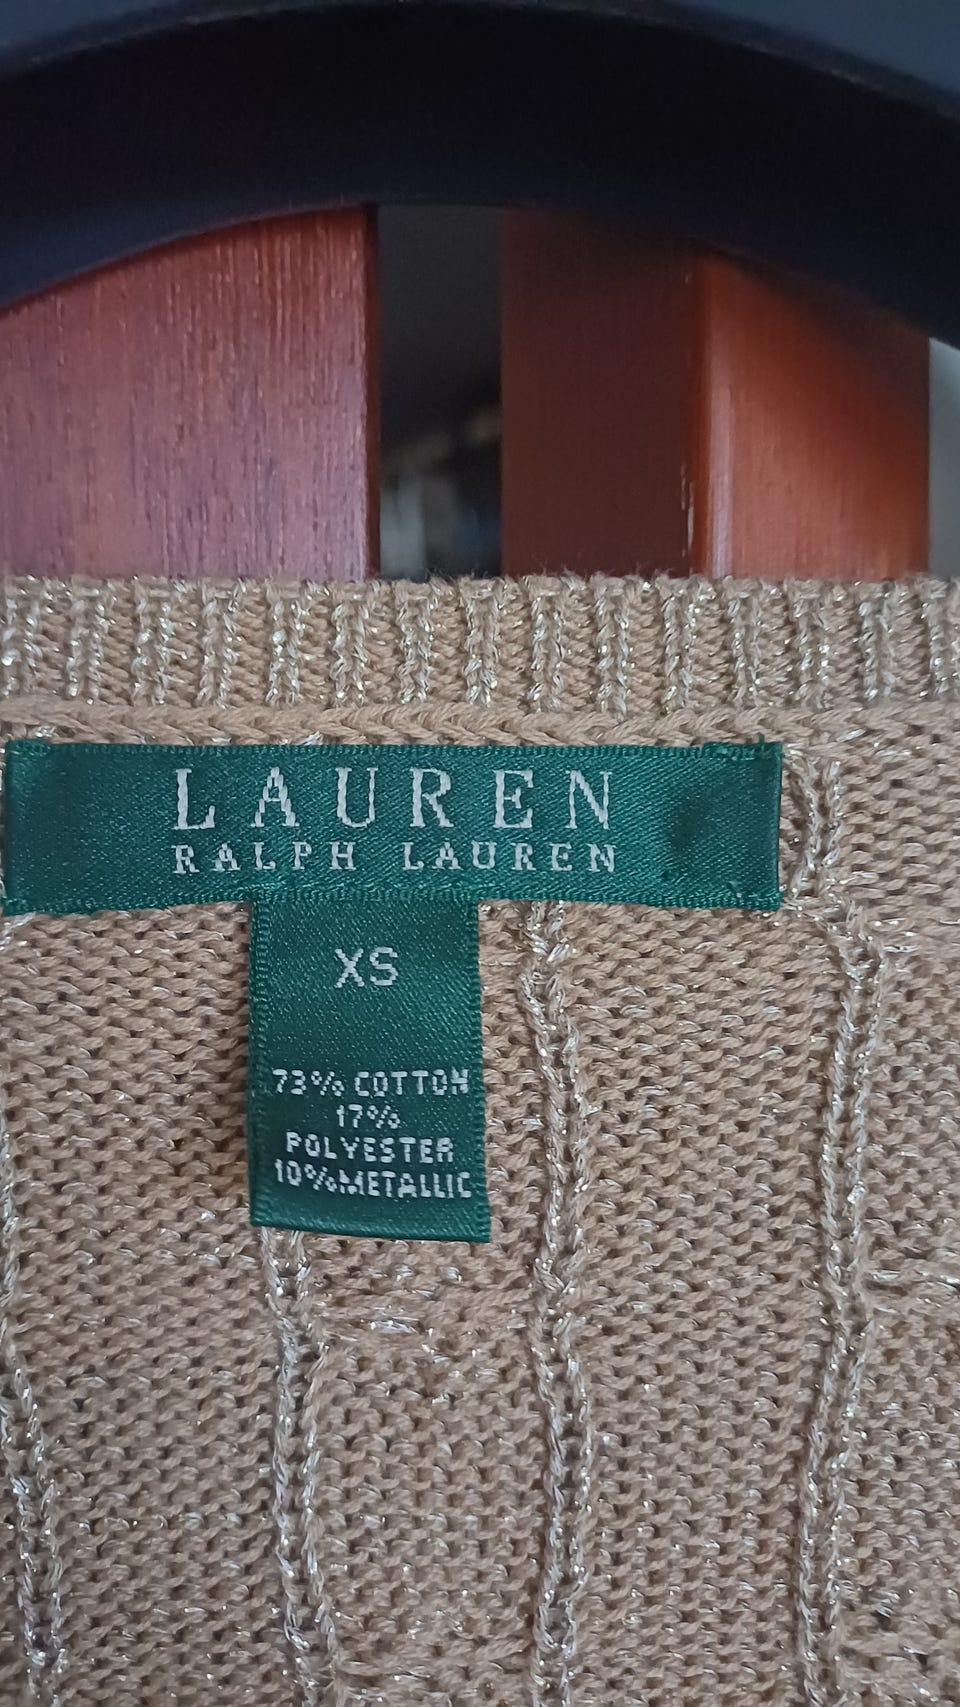 LAUREN
RALPH LAUREN
XS
73% COTTON
17%
POLYESTER
10%METALLIC